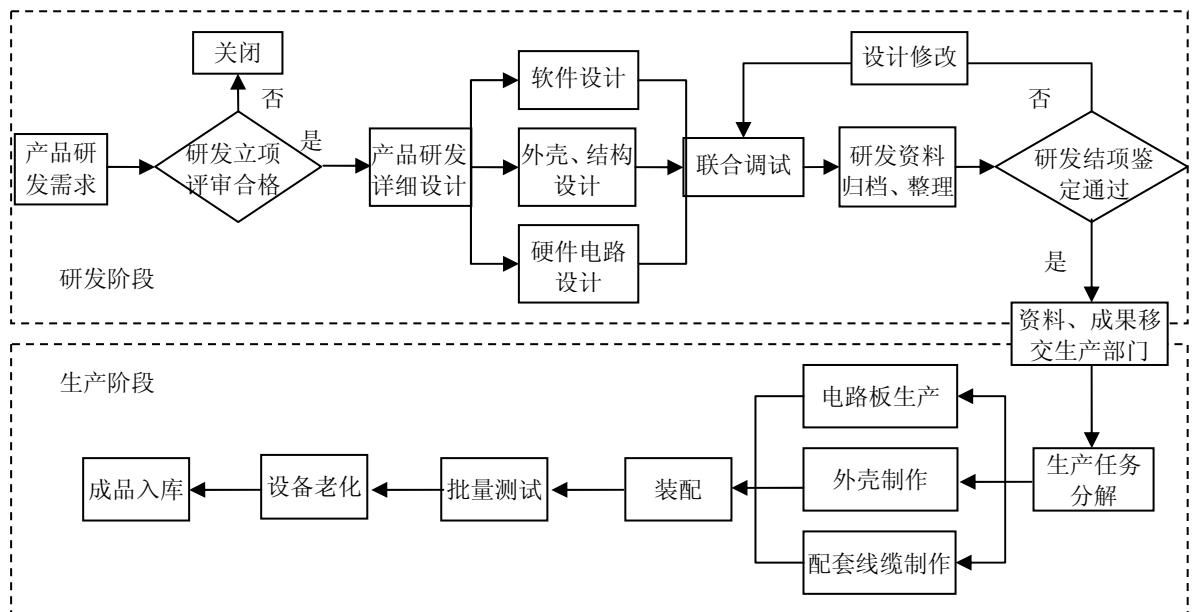 关闭
否
产品研
发需求
研发立项
评审合格
是
产品研发
详细设计
软件设计
外壳、结构
设计
硬件电路
设计
联合调试
设计修改
研发资料
归档、整理
否
研发结项鉴
定通过
是
研发阶段
资料、成果移
交生产部门
生产阶段
生产任务
分解
电路板生产
外壳制作
配套线缆制作
装配
批量测试
设备老化
成品入库